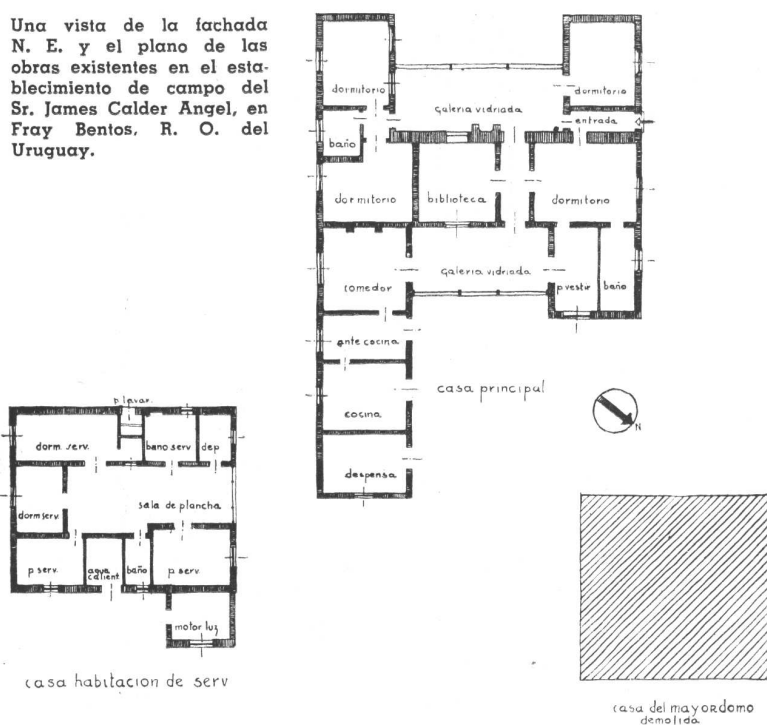 Una vista de la fachada
N. E. y el plano de las
obras existentes en el esta-
blecimiento de campo del
Sr. James Calder Angel, en
Fray Bentos, R. O. del
Uruguay.
dormitorio
galeria vidriada
dormitorio
entrada
baño
dormitorio
biblioteca
dormitorio
comedor
galeria vidriada
p vestir
baño
ante cocina
cocina
despensa
casa principal
N
p lavar.
dorm. serv.
bano serv
dep
dorm serv.
sala de plancha
p serv.
agua
calient
baño
p. serv.
motor luz
casa habitacion de serv
casa del mayordomo
demolida